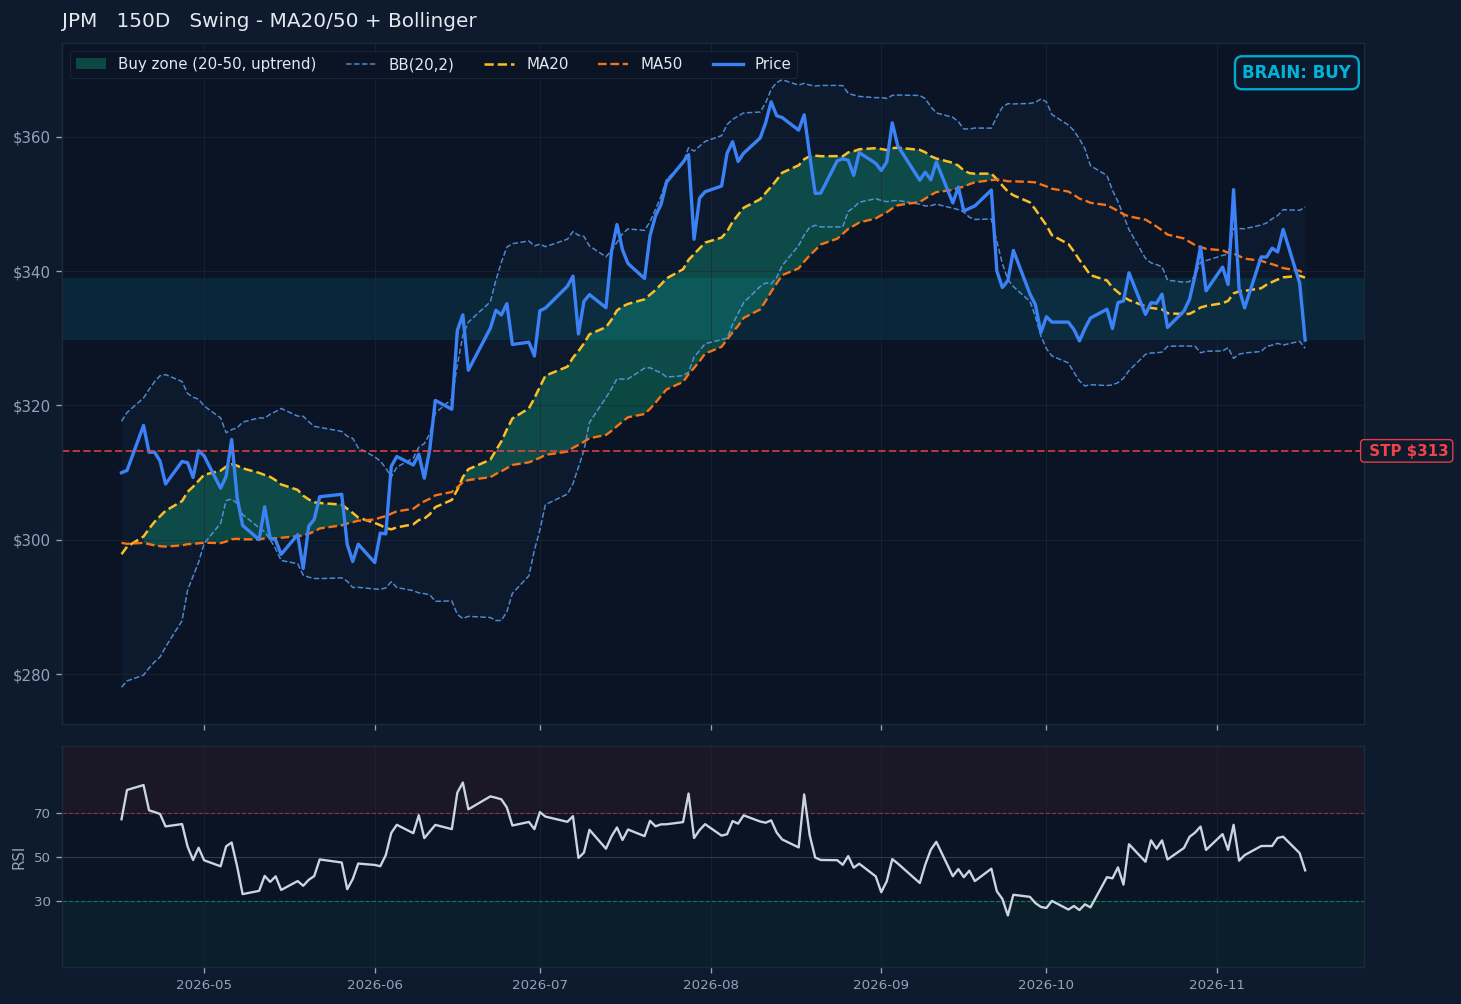 JPM   150D   Swing - MA20/50 + Bollinger
Buy zone (20-50, uptrend)   BB(20,2)   MA20   MA50   Price
BRAIN: BUY
$360
$340
$320
STP $313
$300
$280
70
50
30
RSI
2026-05   2026-06   2026-07   2026-08   2026-09   2026-10   2026-11